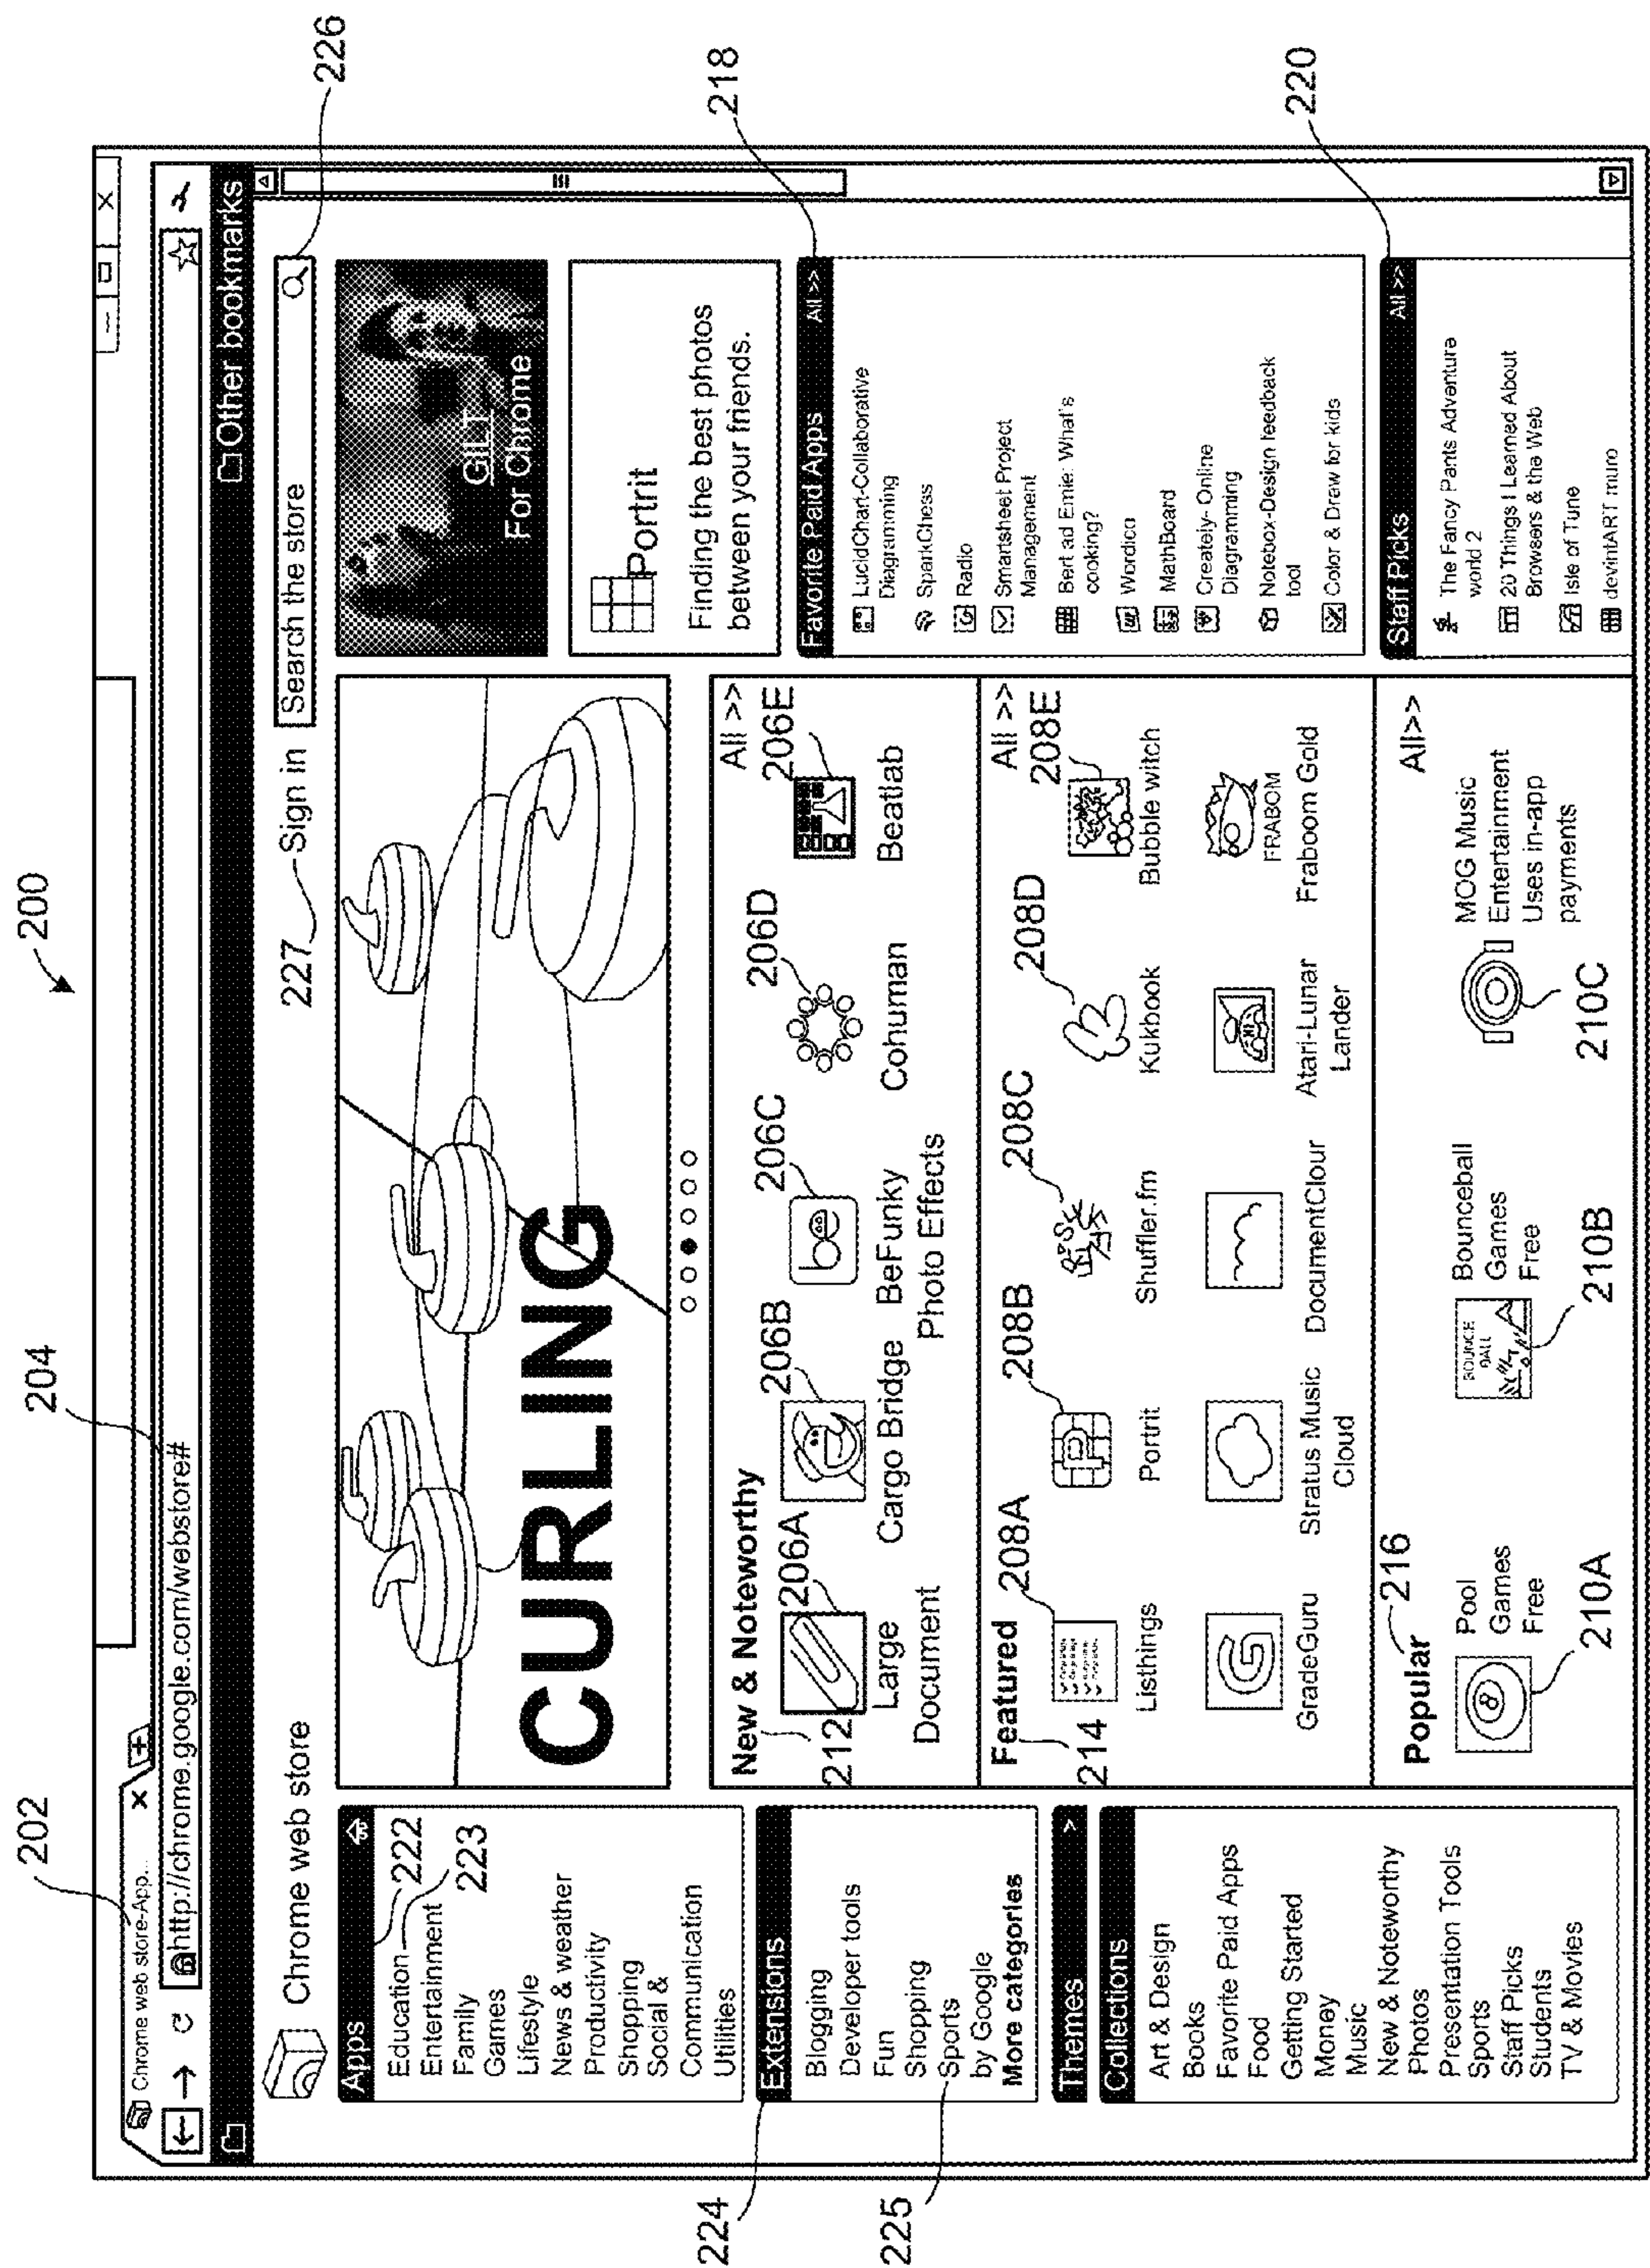 200
202
204
Chrome web store-App...
http://chrome.google.com/webstore#
Other bookmarks
Chrome web store
227
Sign in
Search the store
226
Apps
222
Education
223
Entertainment
Family
Games
Lifestyle
News & weather
Productivity
Shopping
Social &
Communication
Utilities
224
Extensions
Blogging
Developer tools
Fun
Shopping
Sports
225
by Google
More categories
Themes >
Collections
Art & Design
Books
Favorite Paid Apps
Food
Getting Started
Money
Music
New & Noteworthy
Photos
Presentation Tools
Sports
Staff Picks
Students
TV & Movies
CURLING
New & Noteworthy
All >>
212
206A
206B
206C
206D
206E
be
Large
Document
Cargo Bridge
BeFunky
Photo Effects
Cohuman
Beatlab
Featured
All >>
214
208A
208B
208C
208D
208E
P
Listhings
Portrit
Shuffler.fm
Kukbook
Bubble witch
G
FRABOM
GradeGuru
Stratus Music
Cloud
DocumentClour
Atari-Lunar
Lander
Fraboom Gold
Popular
216
All>>
8
Pool
Games
Free
210A
BOUNCE
BALL
Bounceball
Games
Free
210B
MOG Music
Entertainment
Uses in-app
payments
210C
GILT
For Chrome
Portrit
Finding the best photos
between your friends.
Favorite Paid Apps
All >>
218
LucidChart-Collaborative
Diagramming
SparkChess
Radio
Smartsheet Project
Management
Bert ad Ernie: What's
cooking?
Wordico
MathBoard
Creately- Online
Diagramming
Notebox-Design feedback
tool
Color & Draw for kids
Staff Picks
All >>
220
The Fancy Pants Adventure
world 2
20 Things I Learned About
Browsers & the Web
Isle of Tune
devintART muro